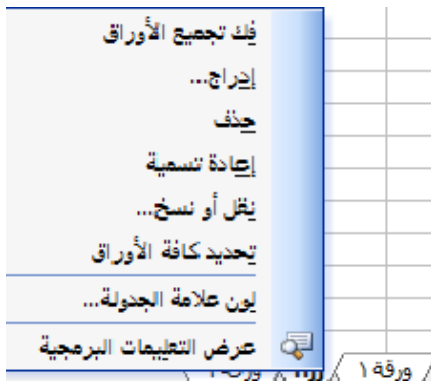 فك تجميع الأوراق
إدراج...
حذف
إعادة تسمية
نقل أو نسخ...
تحديد كافة الأوراق
لون علامة الجدولة...
عرض التعليمات البرمجية
ورقة ١